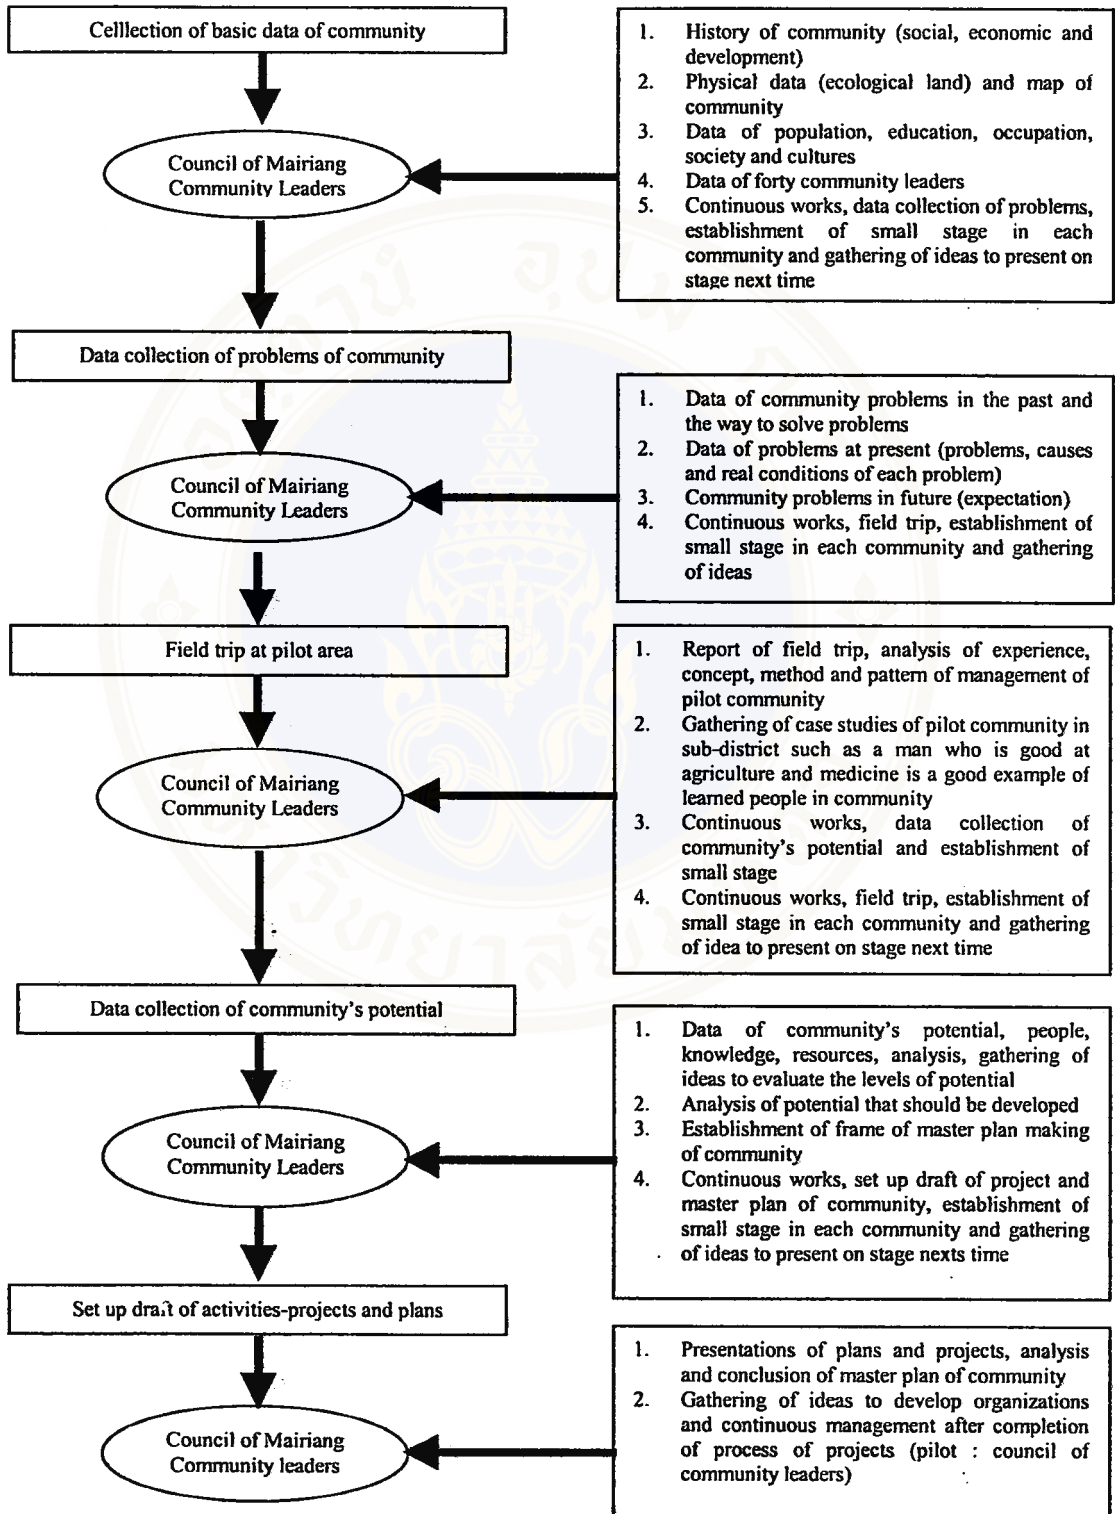 Celllection of basic data of community
1. History of community (social, economic and
development)
2. Physical data (ecological land) and map of
community
3. Data of population, education, occupation,
society and cultures
4. Data of forty community leaders
5. Continuous works, data collection of problems,
establishment of small stage in each
community and gathering of ideas to present on
stage next time
Council of Mairiang
Community Leaders
Data collection of problems of community
1. Data of community problems in the past and
the way to solve problems
2. Data of problems at present (problems, causes
and real conditions of each problem)
3. Community problems in future (expectation)
4. Continuous works, field trip, establishment of
small stage in each community and gathering
of ideas
Council of Mairiang
Community Leaders
Field trip at pilot area
1. Report of field trip, analysis of experience,
concept, method and pattern of management of
pilot community
2. Gathering of case studies of pilot community in
sub-district such as a man who is good at
agriculture and medicine is a good example of
learned people in community
3. Continuous works, data collection of
community's potential and establishment of
small stage
4. Continuous works, field trip, establishment of
small stage in each community and gathering
of idea to present on stage next time
Council of Mairiang
Community Leaders
Data collection of community's potential
1. Data of community's potential, people,
knowledge, resources, analysis, gathering of
ideas to evaluate the levels of potential
2. Analysis of potential that should be developed
3. Establishment of frame of master plan making
of community
4. Continuous works, set up draft of project and
master plan of community, establishment of
small stage in each community and gathering
of ideas to present on stage nexts time
Council of Mairiang
Community Leaders
Set up draft of activities-projects and plans
1. Presentations of plans and projects, analysis
and conclusion of master plan of community
2. Gathering of ideas to develop organizations
and continuous management after completion
of process of projects (pilot : council of
community leaders)
Council of Mairiang
Community leaders